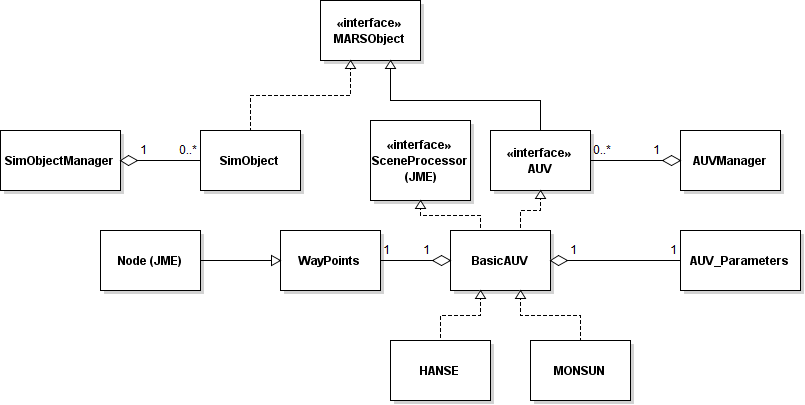 «interface»
MARSObject
SimObjectManager
1
0..*
SimObject
«interface»
SceneProcessor
(JME)
«interface»
AUV
0..*
1
AUVManager
Node (JME)
WayPoints
1
1
BasicAUV
1
1
AUV_Parameters
HANSE
MONSUN